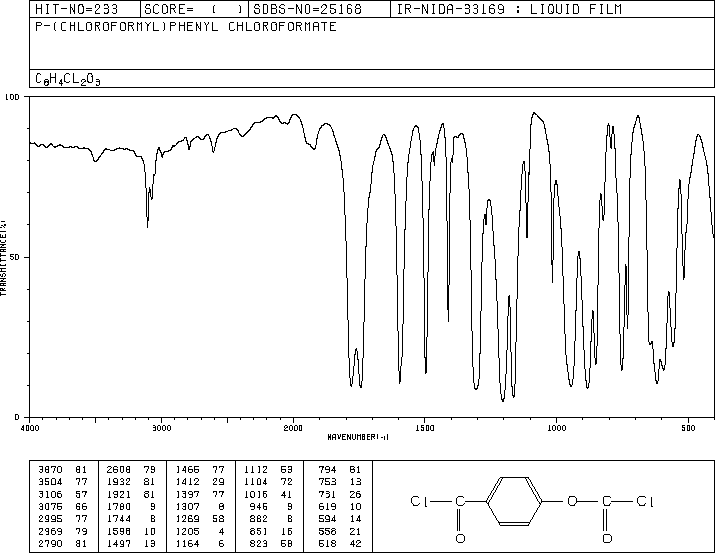 HIT-NO=233 SCORE= ( ) SDBS-NO=25168 IR-NIDA-33169 : LIQUID FILM
P-(CHLOROFORMYL)PHENYL CHLOROFORMATE
C8H4CL2O3
100
50
0
TRANSMITTANCE(%)
4000 3000 2000 1500 1000 500
WAVENUMBER(-1)
3870 81 2608 79 1466 77 1112 53 794 81
3504 77 1932 81 1412 29 1104 72 753 13
3106 57 1921 81 1397 77 1016 41 731 26
3076 66 1780 9 1307 8 946 9 619 10
2995 77 1744 8 1269 58 882 8 594 14
2969 79 1598 10 1205 4 851 16 558 21
2790 81 1497 13 1164 6 823 58 518 42
Cl C O C Cl
O O